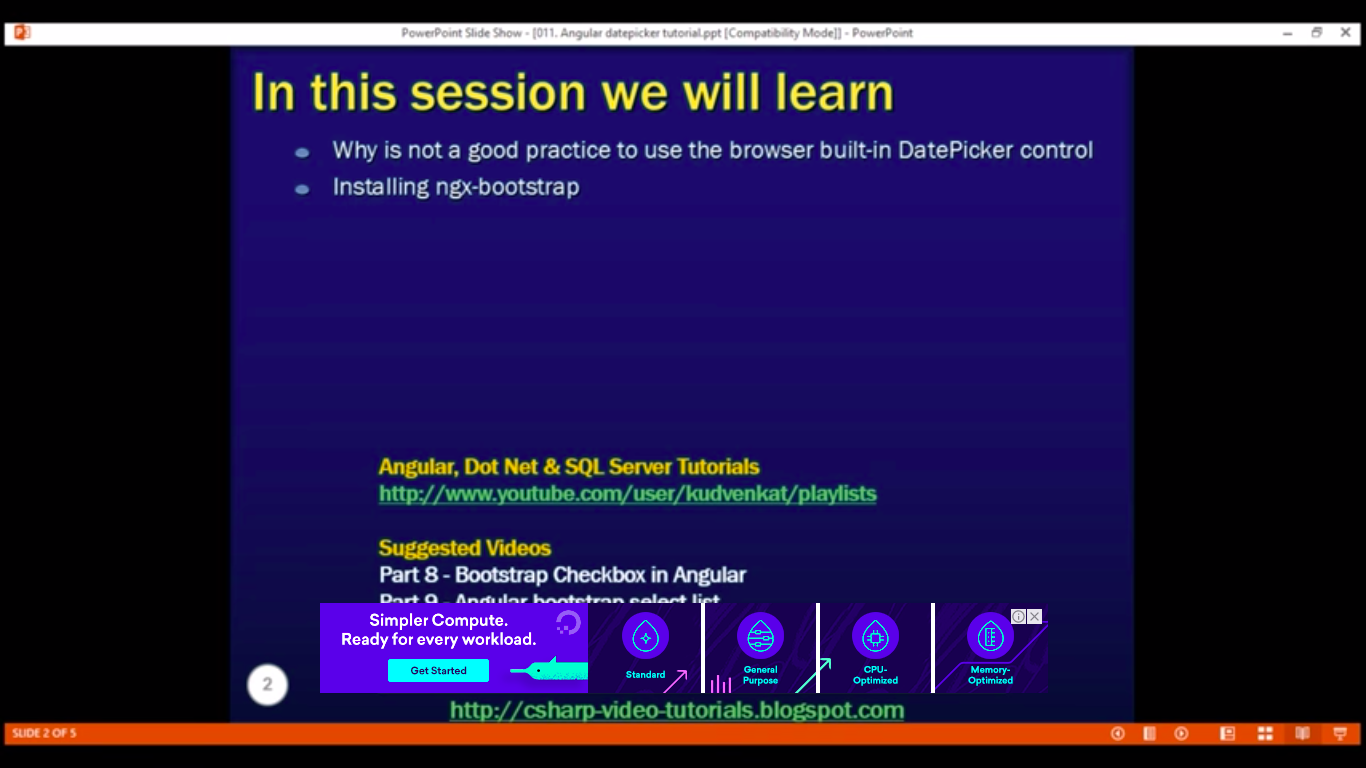 PowerPoint Slide Show - [011. Angular datepicker tutorial.ppt [Compatibility Mode]] - PowerPoint
In this session we will learn
Why is not a good practice to use the browser built-in DatePicker control
Installing ngx-bootstrap
Angular, Dot Net & SQL Server Tutorials
http://www.youtube.com/user/kudvenkat/playlists
Suggested Videos
Part 8 - Bootstrap Checkbox in Angular
Part 9 - Angular bootstrap select list
Simpler Compute.
Ready for every workload.
Get Started
Standard
General
Purpose
CPU-
Optimized
Memory-
Optimized
2
http://csharp-video-tutorials.blogspot.com
SLIDE 2 OF 5